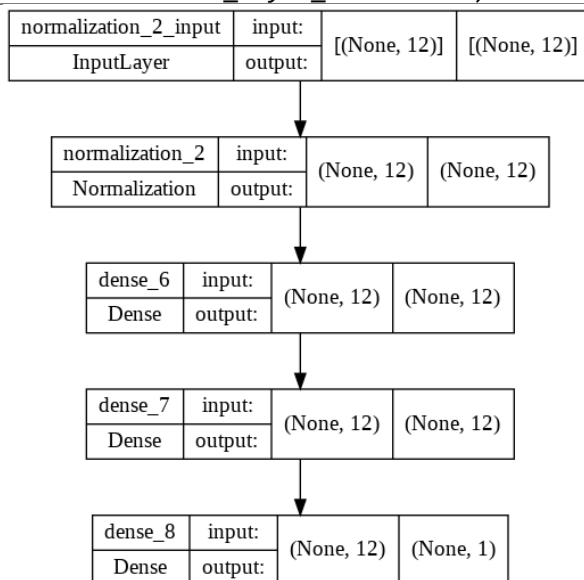 normalization_2_input input: [(None, 12)] [(None, 12)]
InputLayer output:
normalization_2 input: (None, 12) (None, 12)
Normalization output:
dense_6 input: (None, 12) (None, 12)
Dense output:
dense_7 input: (None, 12) (None, 12)
Dense output:
dense_8 input: (None, 12) (None, 1)
Dense output: